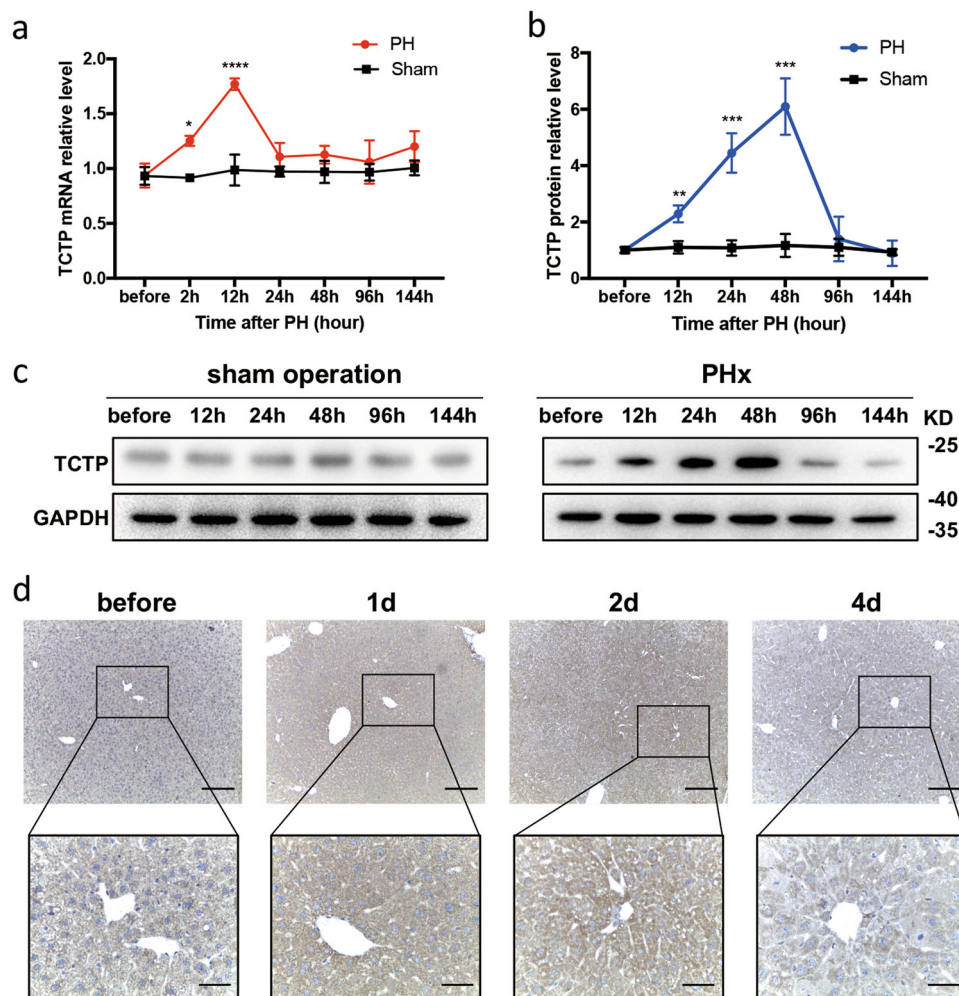 a
PH
Sham
TCTP mRNA relative level
2.0
1.5
1.0
0.5
0.0
*
****
before 2h 12h 24h 48h 96h 144h
Time after PH (hour)
b
PH
Sham
TCTP protein relative level
8
6
4
2
0
**
***
***
before 12h 24h 48h 96h 144h
Time after PH (hour)
c
sham operation
PHx
before 12h 24h 48h 96h 144h
before 12h 24h 48h 96h 144h
KD
TCTP
-25
GAPDH
-40
-35
d
before 1d 2d 4d